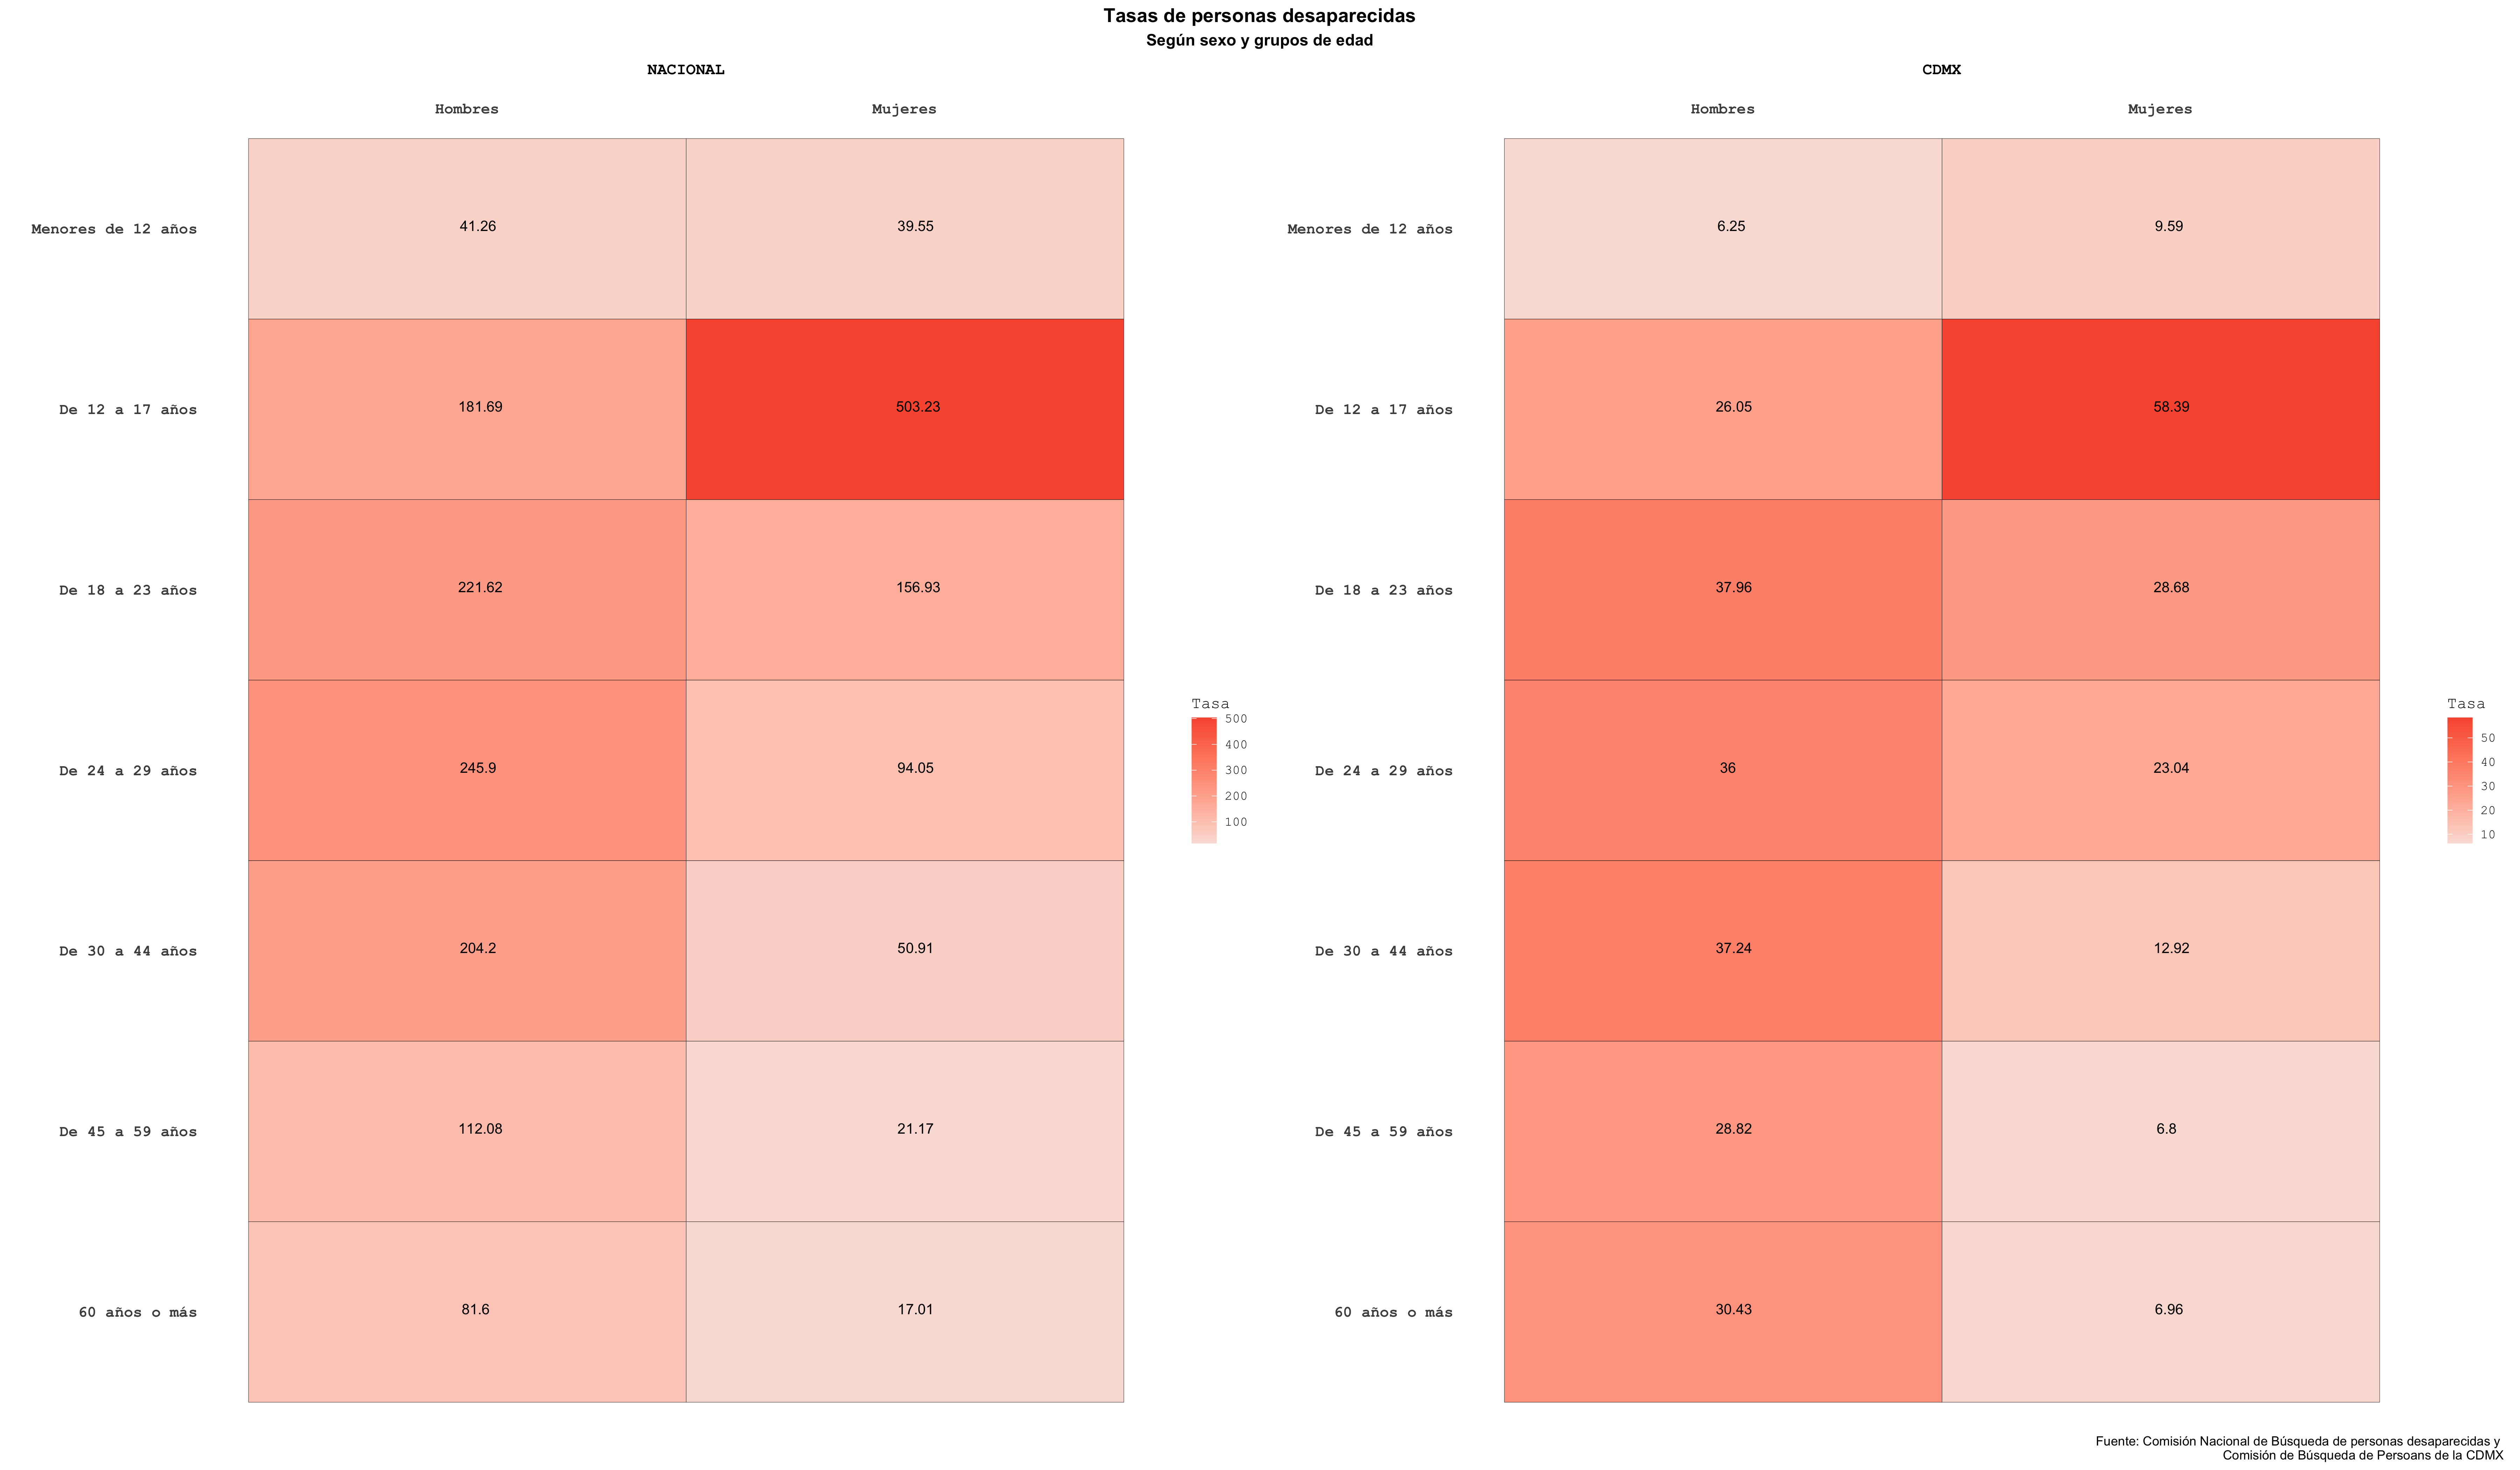 Tasas de personas desaparecidas
Según sexo y grupos de edad
NACIONAL
Hombres Mujeres
Menores de 12 años 41.26 39.55
De 12 a 17 años 181.69 503.23
De 18 a 23 años 221.62 156.93
De 24 a 29 años 245.9 94.05
De 30 a 44 años 204.2 50.91
De 45 a 59 años 112.08 21.17
60 años o más 81.6 17.01
Tasa
500
400
300
200
100
CDMX
Hombres Mujeres
Menores de 12 años 6.25 9.59
De 12 a 17 años 26.05 58.39
De 18 a 23 años 37.96 28.68
De 24 a 29 años 36 23.04
De 30 a 44 años 37.24 12.92
De 45 a 59 años 28.82 6.8
60 años o más 30.43 6.96
Tasa
50
40
30
20
10
Fuente: Comisión Nacional de Búsqueda de personas desaparecidas y
Comisión de Búsqueda de Persoans de la CDMX